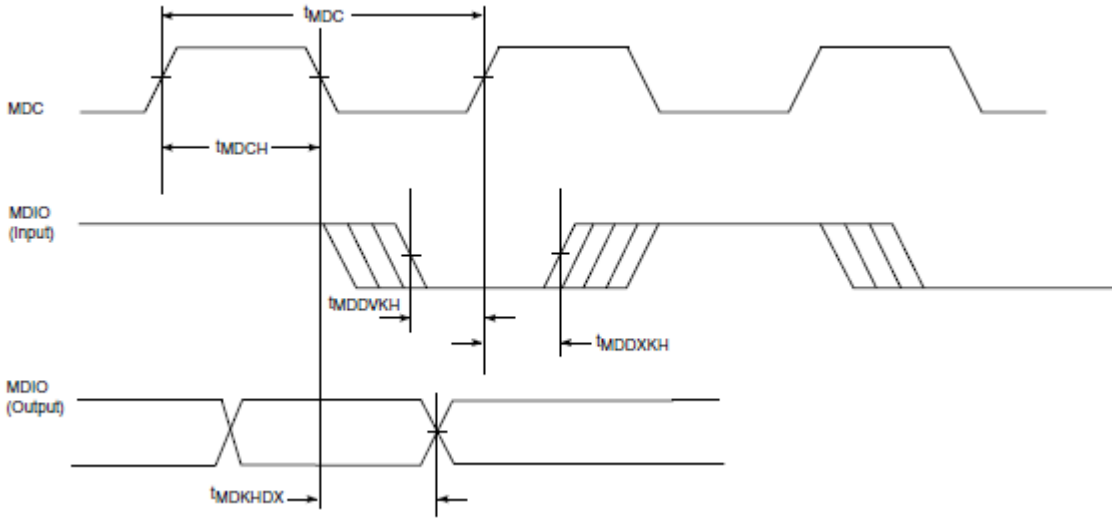 tMDC
MDC
tMDCH
MDIO
(Input)
tMDDVKH
tMDDXKH
MDIO
(Output)
tMDKHDX